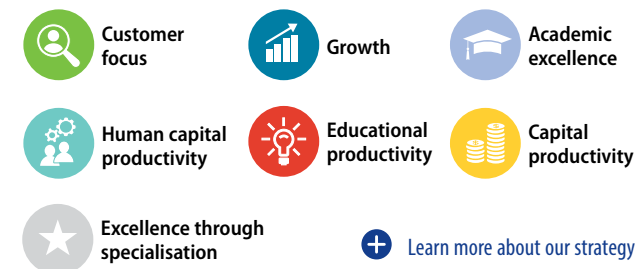 Customer
focus
Growth
Academic
excellence
Human capital
productivity
Educational
productivity
Capital
productivity
Excellence through
specialisation
Learn more about our strategy